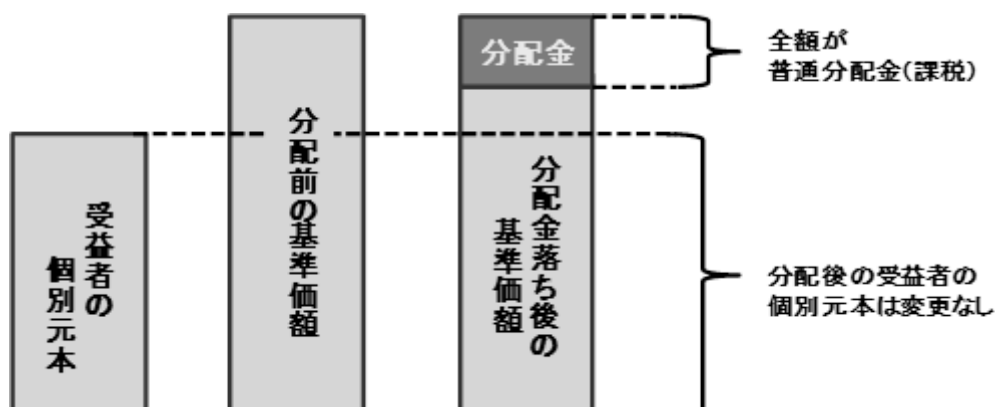 受益者の
個別元本
分配前の基準価額
分配金
分配金落ち後の
基準価額
全額が
普通分配金(課税)
分配後の受益者の
個別元本は変更なし